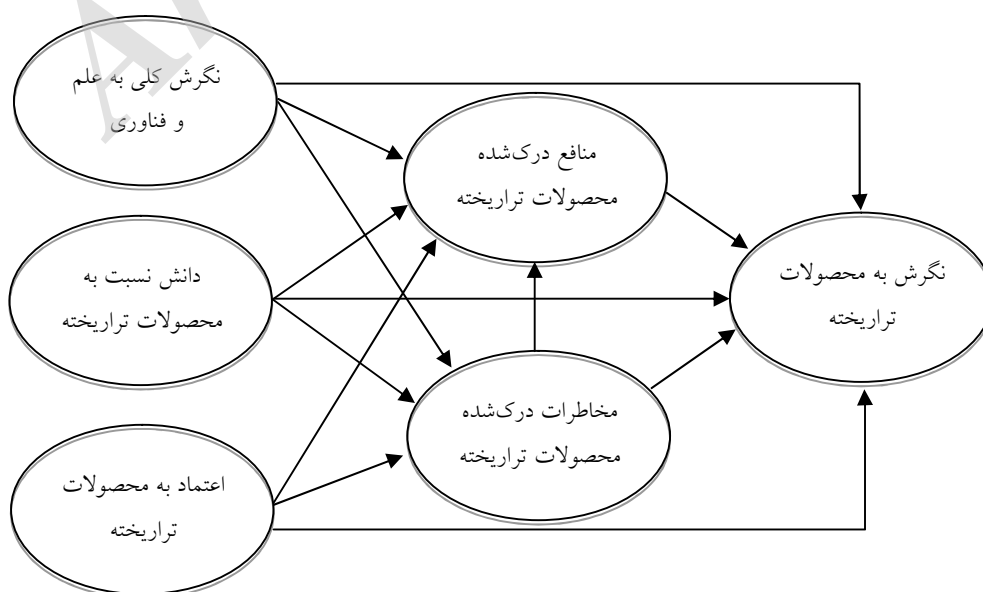 نگرش کلی به علم
و فناوری
منافع درک‌شده
محصولات تراریخته
دانش نسبت به
محصولات تراریخته
نگرش به محصولات
تراریخته
مخاطرات درک‌شده
محصولات تراریخته
اعتماد به محصولات
تراریخته